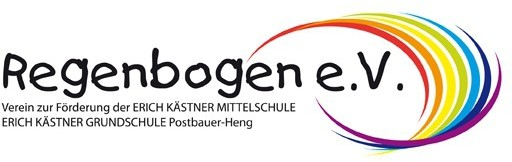 Regenbogen e.V.
Verein zur Förderung der ERICH KÄSTNER MITTELSCHULE
ERICH KÄSTNER GRUNDSCHULE Postbauer-Heng